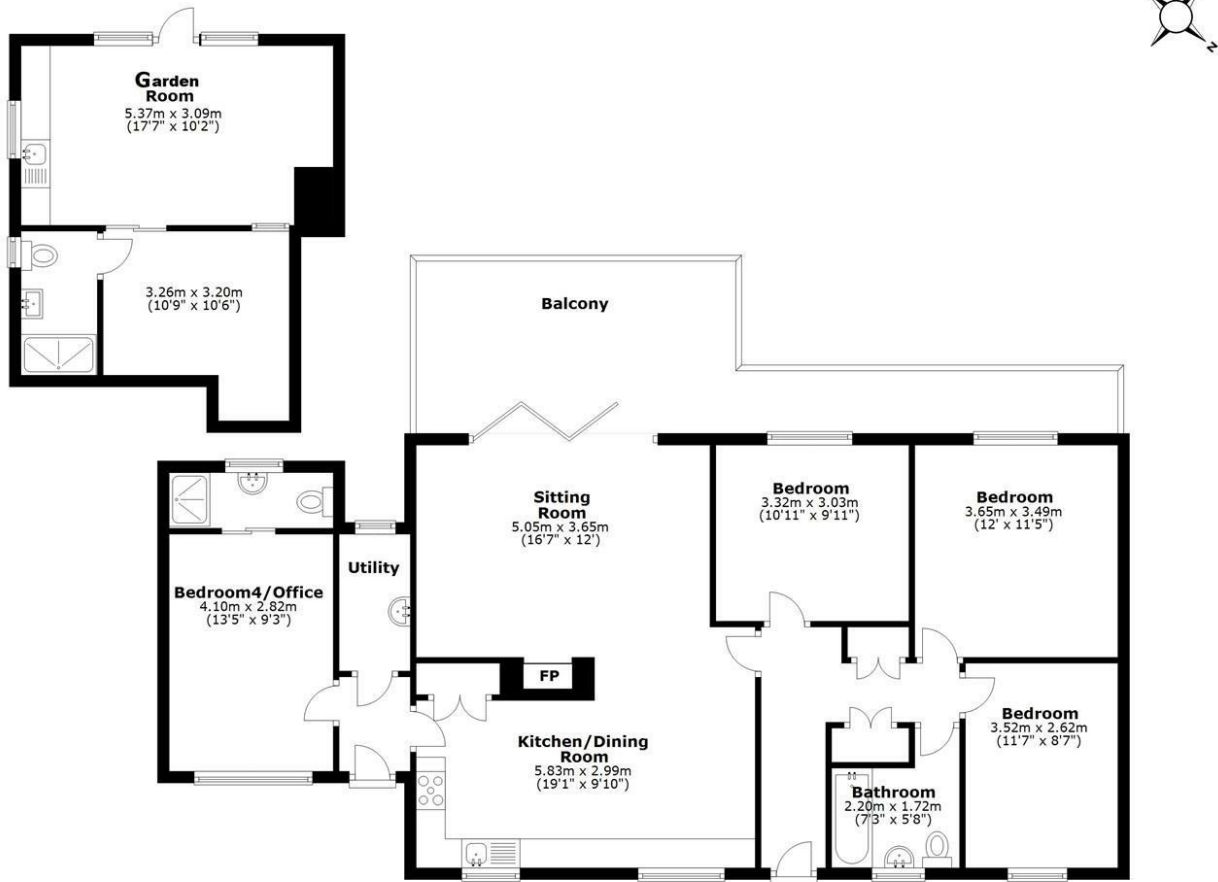 N
Garden
Room
5.37m x 3.09m
(17'7" x 10'2")
3.26m x 3.20m
(10'9" x 10'6")
Balcony
Sitting
Room
5.05m x 3.65m
(16'7" x 12')
Bedroom
3.32m x 3.03m
(10'11" x 9'11")
Bedroom
3.65m x 3.49m
(12' x 11'5")
Utility
Bedroom4/Office
4.10m x 2.82m
(13'5" x 9'3")
FP
Kitchen/Dining
Room
5.83m x 2.99m
(19'1" x 9'10")
Bedroom
3.52m x 2.62m
(11'7" x 8'7")
Bathroom
2.20m x 1.72m
(7'3" x 5'8")